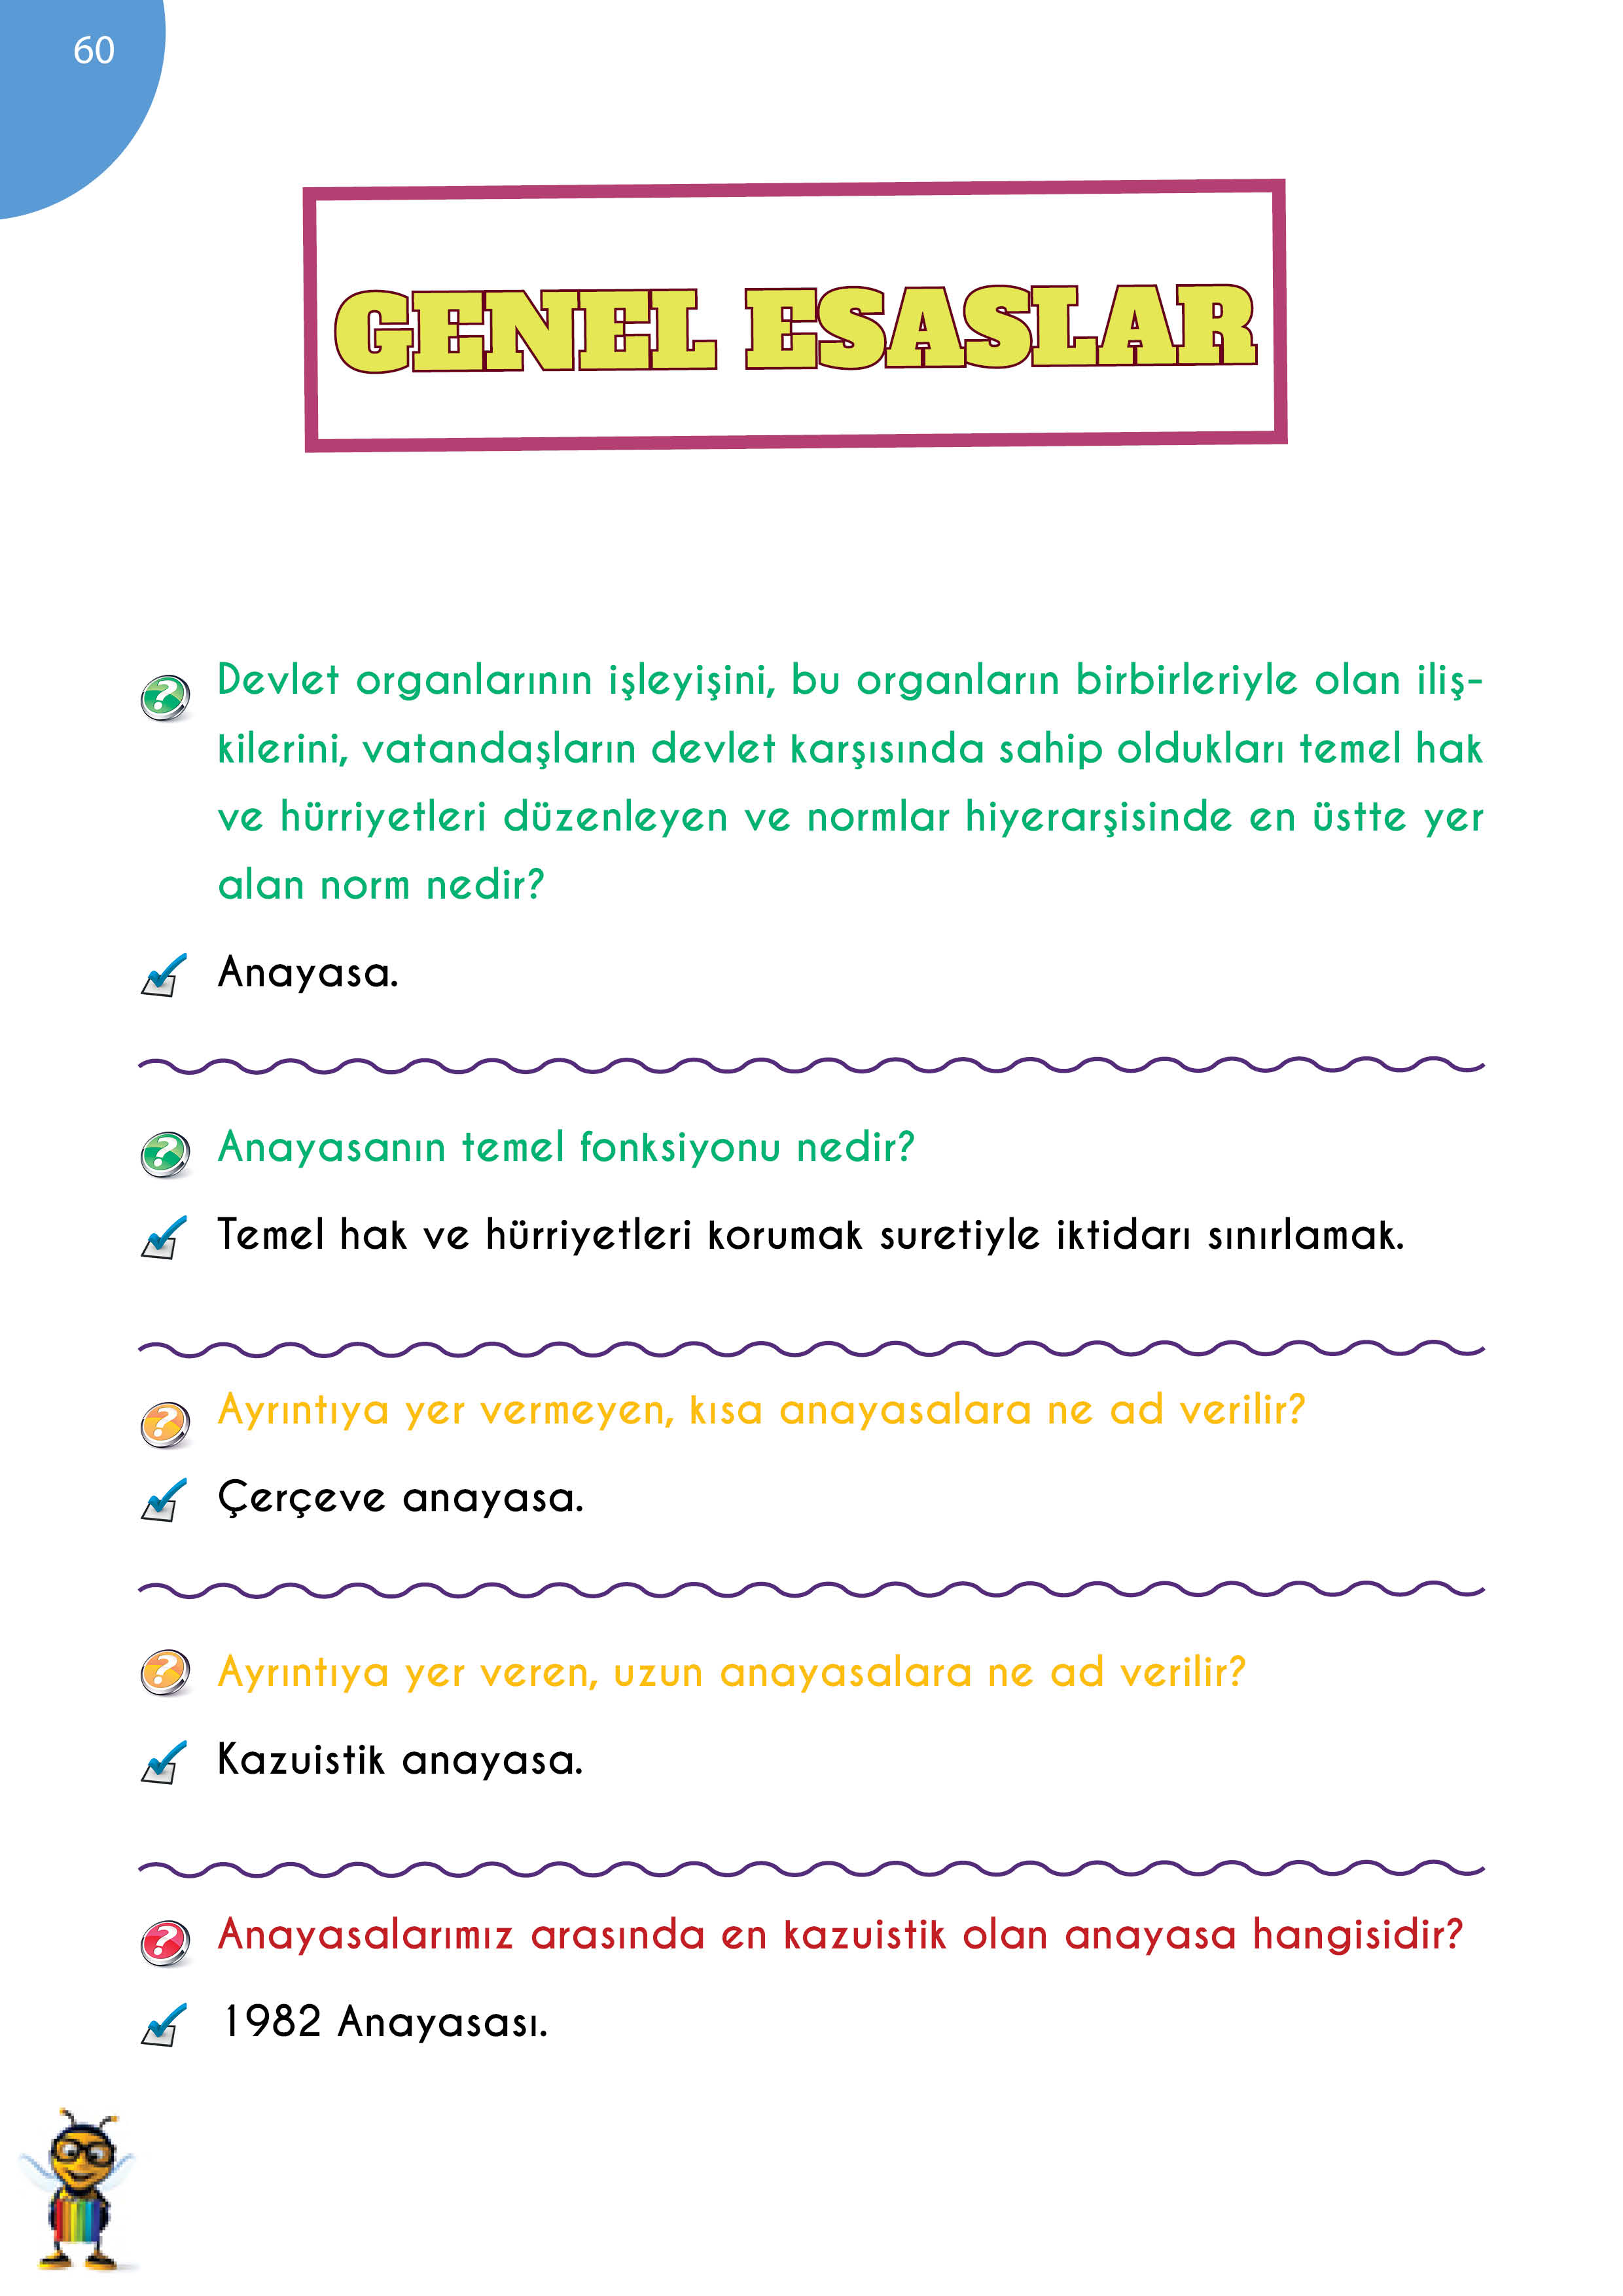 60
GENEL ESASLAR
Devlet organlarının işleyişini, bu organların birbirleriyle olan iliş-
kilerini, vatandaşların devlet karşısında sahip oldukları temel hak
ve hürriyetleri düzenleyen ve normlar hiyerarşisinde en üstte yer
alan norm nedir?
Anayasa.
Anayasanın temel fonksiyonu nedir?
Temel hak ve hürriyetleri korumak suretiyle iktidarı sınırlamak.
Ayrıntıya yer vermeyen, kısa anayasalara ne ad verilir?
Çerçeve anayasa.
Ayrıntıya yer veren, uzun anayasalara ne ad verilir?
Kazuistik anayasa.
Anayasalarımız arasında en kazuistik olan anayasa hangisidir?
1982 Anayasası.